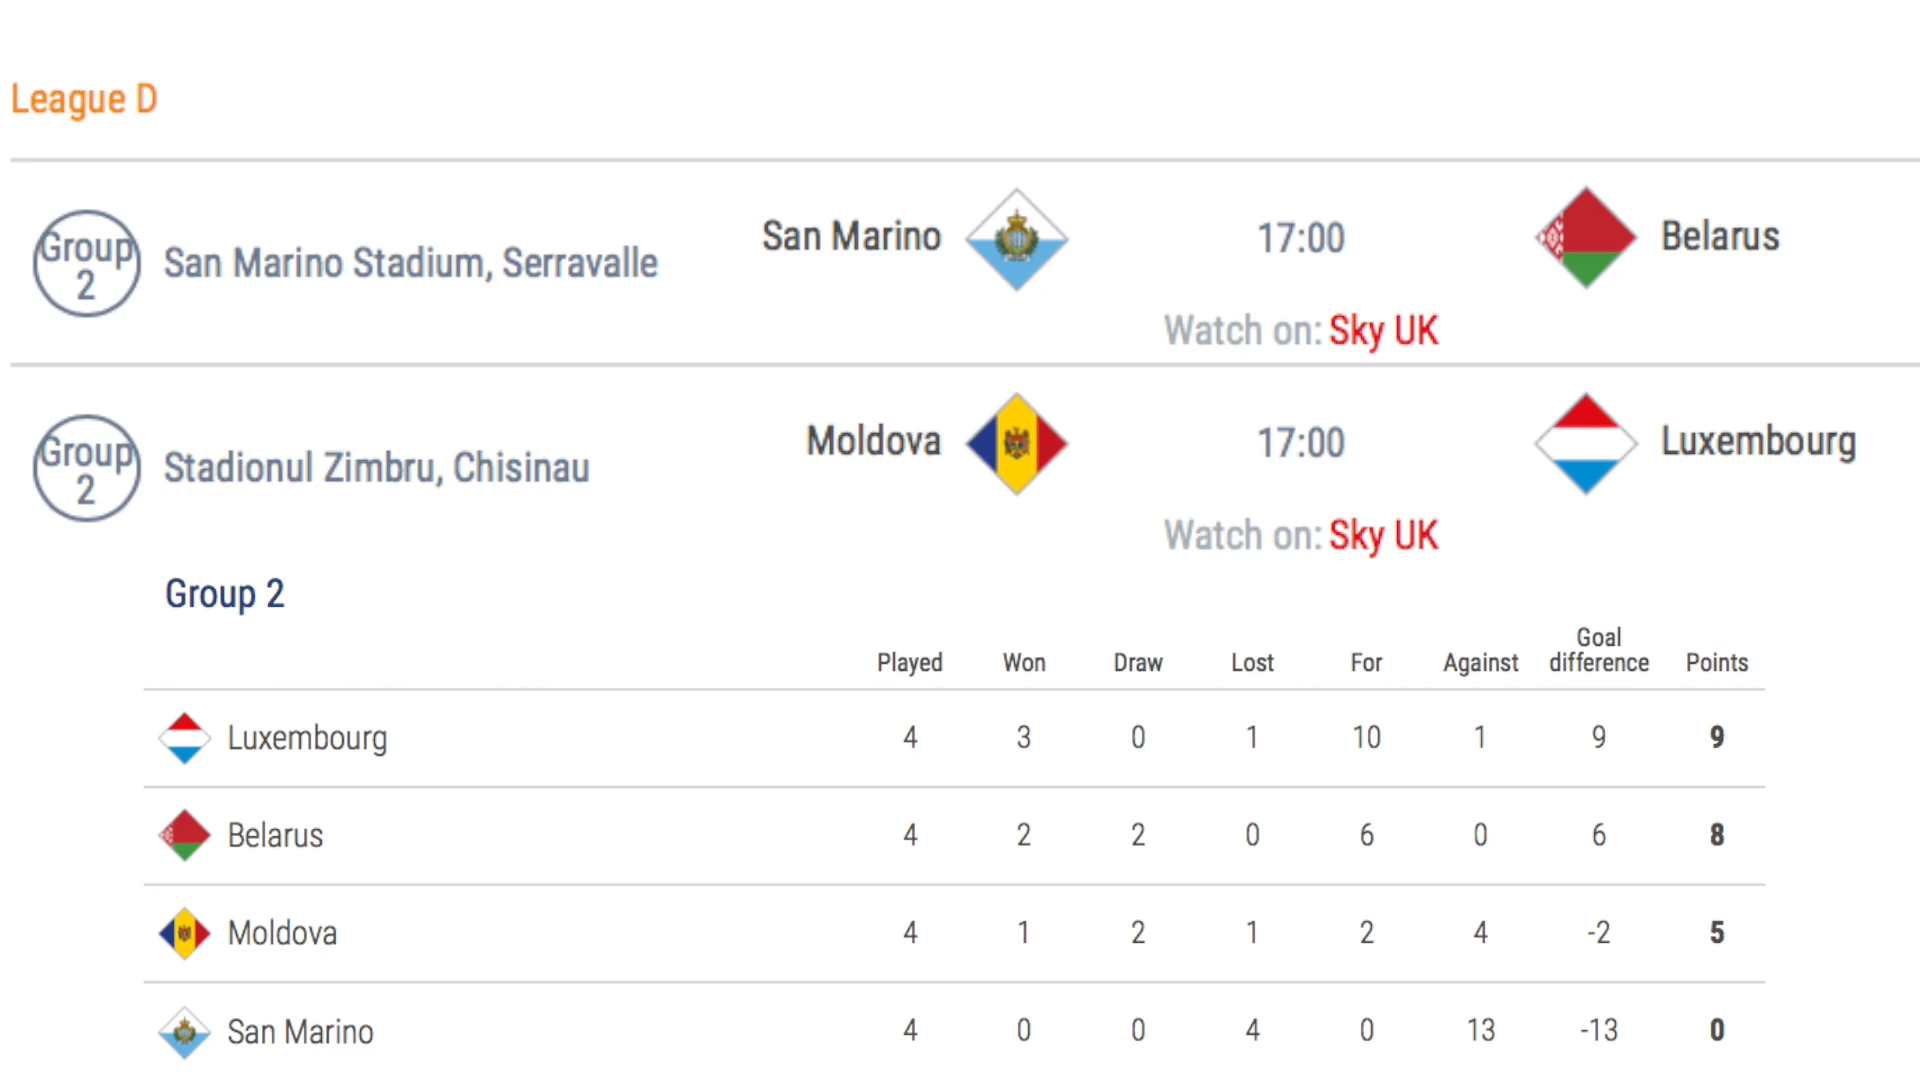 League D
Group
2
San Marino Stadium, Serravalle
San Marino
17:00
Belarus
Watch on: Sky UK
Group
2
Stadionul Zimbru, Chisinau
Moldova
17:00
Luxembourg
Watch on: Sky UK
Group 2
Played Won Draw Lost For Against Goal difference Points
Luxembourg 4 3 0 1 10 1 9 9
Belarus 4 2 2 0 6 0 6 8
Moldova 4 1 2 1 2 4 -2 5
San Marino 4 0 0 4 0 13 -13 0